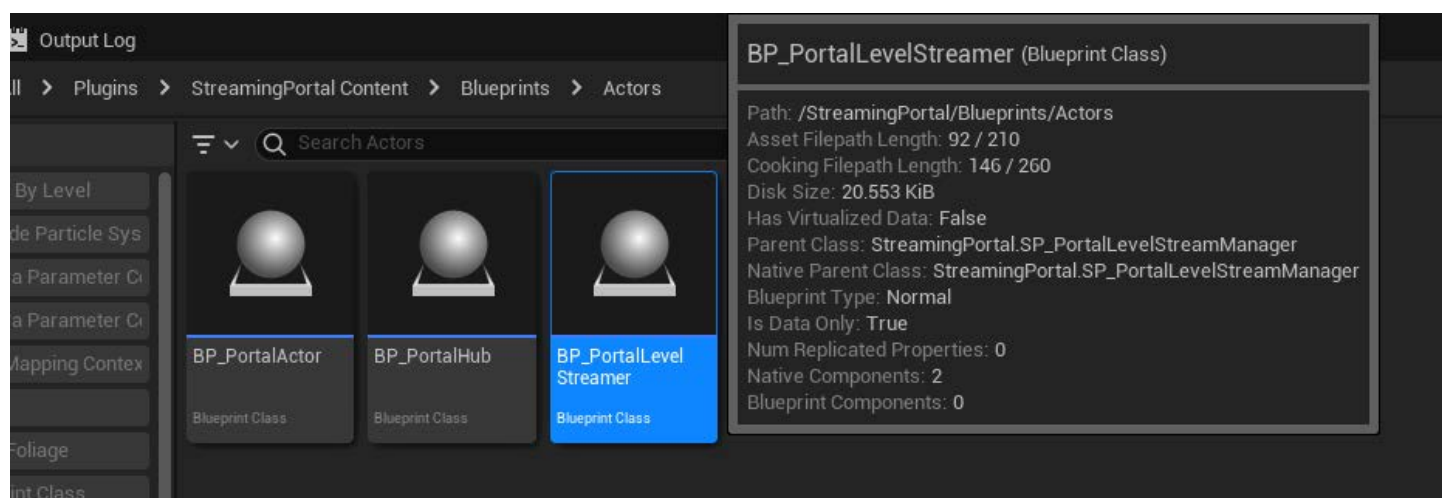 Output Log
Plugins > StreamingPortal Content > Blueprints > Actors
Search Actors
By Level
Particle Sys
a Parameter
a Parameter
Mapping Contex
Foliage
Class
BP_PortalActor
Blueprint Class
BP_PortalHub
Blueprint Class
BP_PortalLevel
Streamer
Blueprint Class
BP_PortalLevelStreamer (Blueprint Class)
Path: /StreamingPortal/Blueprints/Actors
Asset Filepath Length: 92 / 210
Cooking Filepath Length: 146 / 260
Disk Size: 20.553 KiB
Has Virtualized Data: False
Parent Class: StreamingPortal.SP_PortalLevelStreamManager
Native Parent Class: StreamingPortal.SP_PortalLevelStreamManager
Blueprint Type: Normal
Is Data Only: True
Num Replicated Properties: 0
Native Components: 2
Blueprint Components: 0